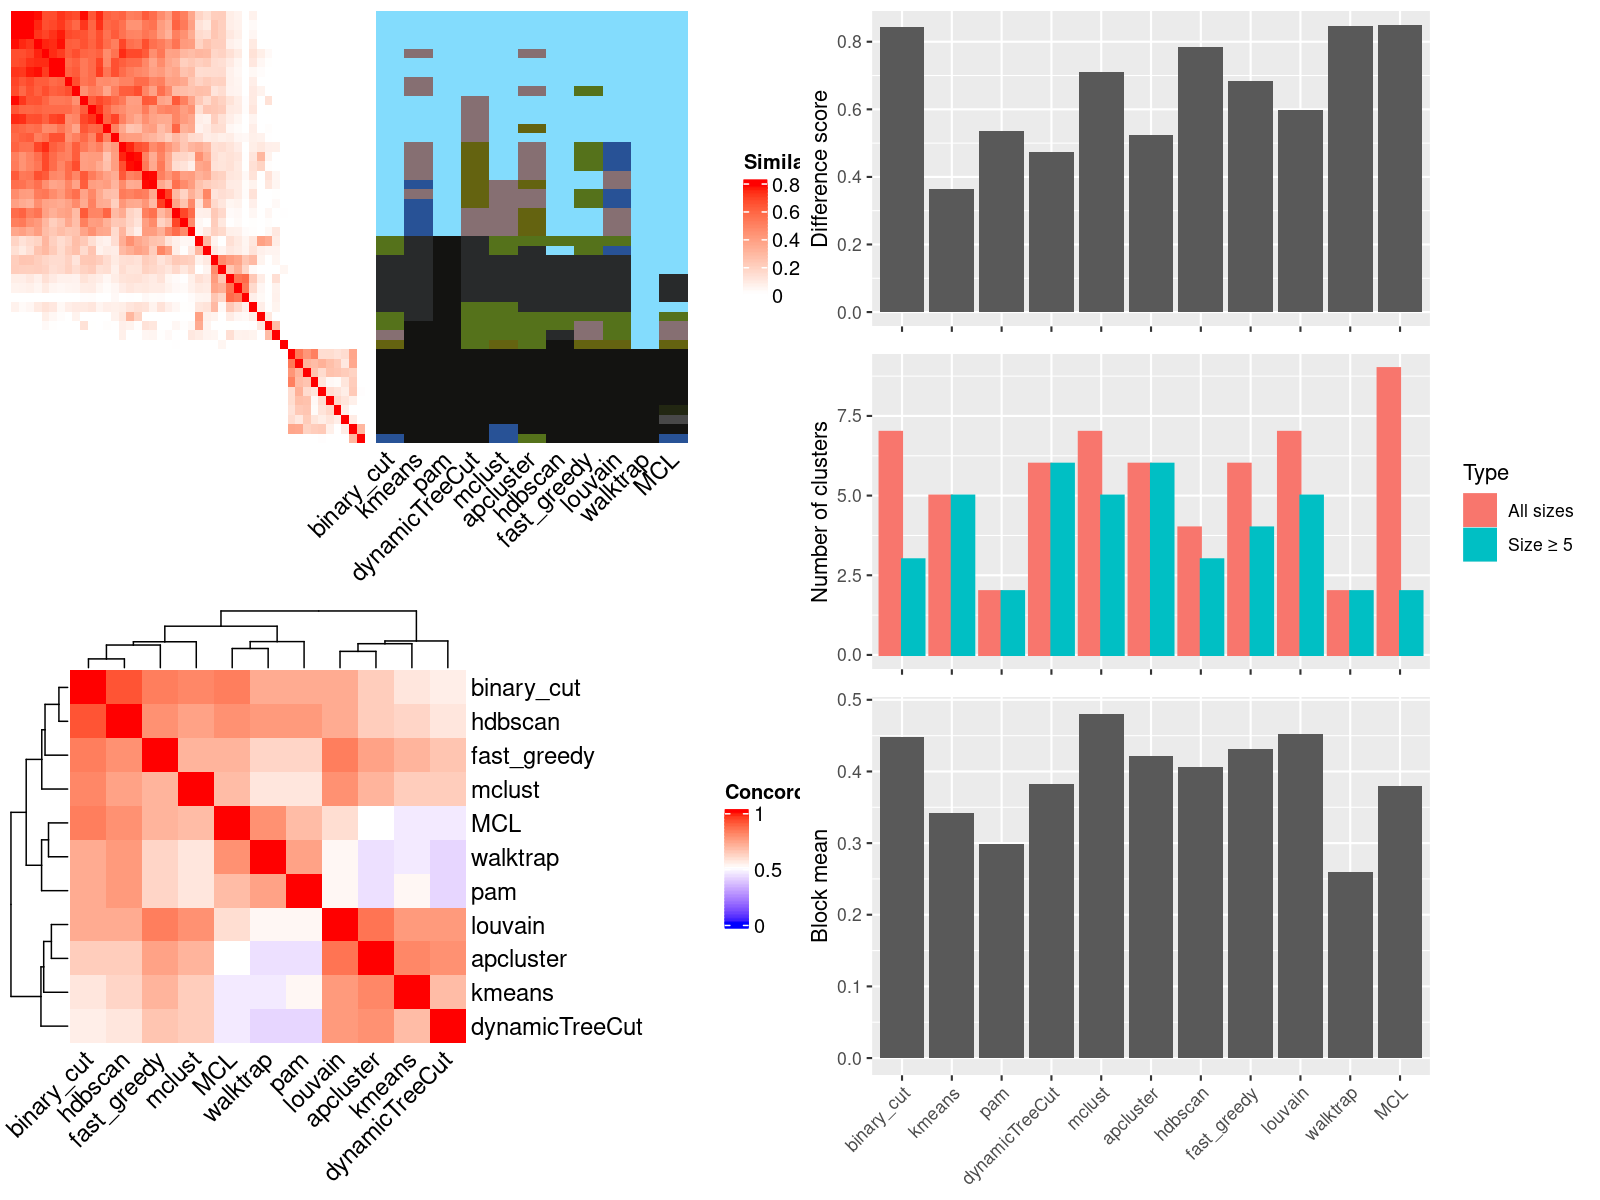 Simila
0.8
0.6
0.4
0.2
0
binary_cut
kmeans
pam
dynamicTreeCut
mclust
apcluster
hdbscan
fast_greedy
louvain
walktrap
MCL
binary_cut
hdbscan
fast_greedy
mclust
MCL
walktrap
pam
louvain
apcluster
kmeans
dynamicTreeCut
binary_cut
hdbscan
fast_greedy
mclust
MCL
walktrap
pam
louvain
apcluster
kmeans
dynamicTreeCut
Concord
1
0.5
0
Difference score
0.8
0.6
0.4
0.2
0.0
Number of clusters
7.5
5.0
2.5
0.0
Type
All sizes
Size ≥ 5
Block mean
0.5
0.4
0.3
0.2
0.1
0.0
binary_cut
kmeans
pam
dynamicTreeCut
mclust
apcluster
hdbscan
fast_greedy
louvain
walktrap
MCL